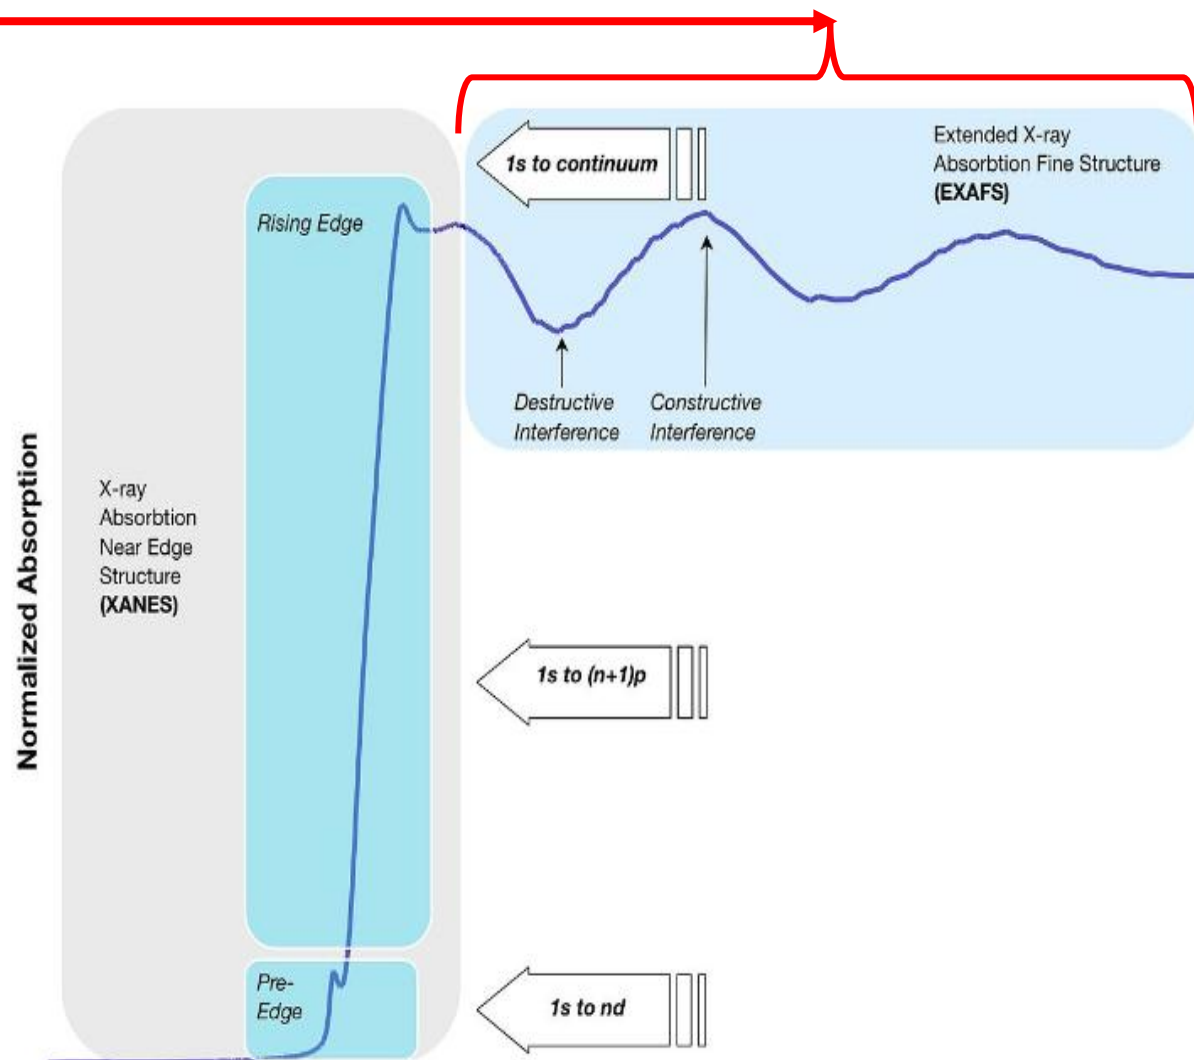 1s to continuum
Extended X-ray
Absorbtion Fine Structure
(EXAFS)
Rising Edge
Destructive
Interference
Constructive
Interference
Normalized Absorption
X-ray
Absorbtion
Near Edge
Structure
(XANES)
1s to (n+1)p
Pre-
Edge
1s to nd